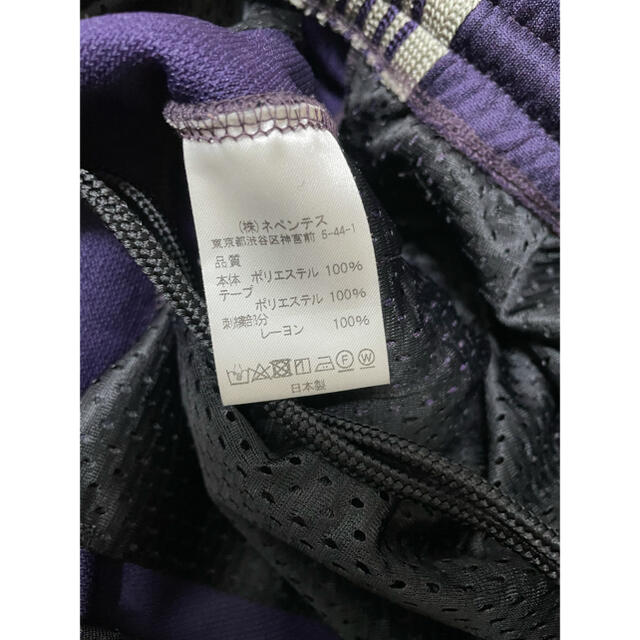 （株）ネペンテス
東京都渋谷区神宮前 5-44-1
品質
本体 ポリエステル 100%
テープ
ポリエステル 100%
刺繍部分
レーヨン 100%
日本製